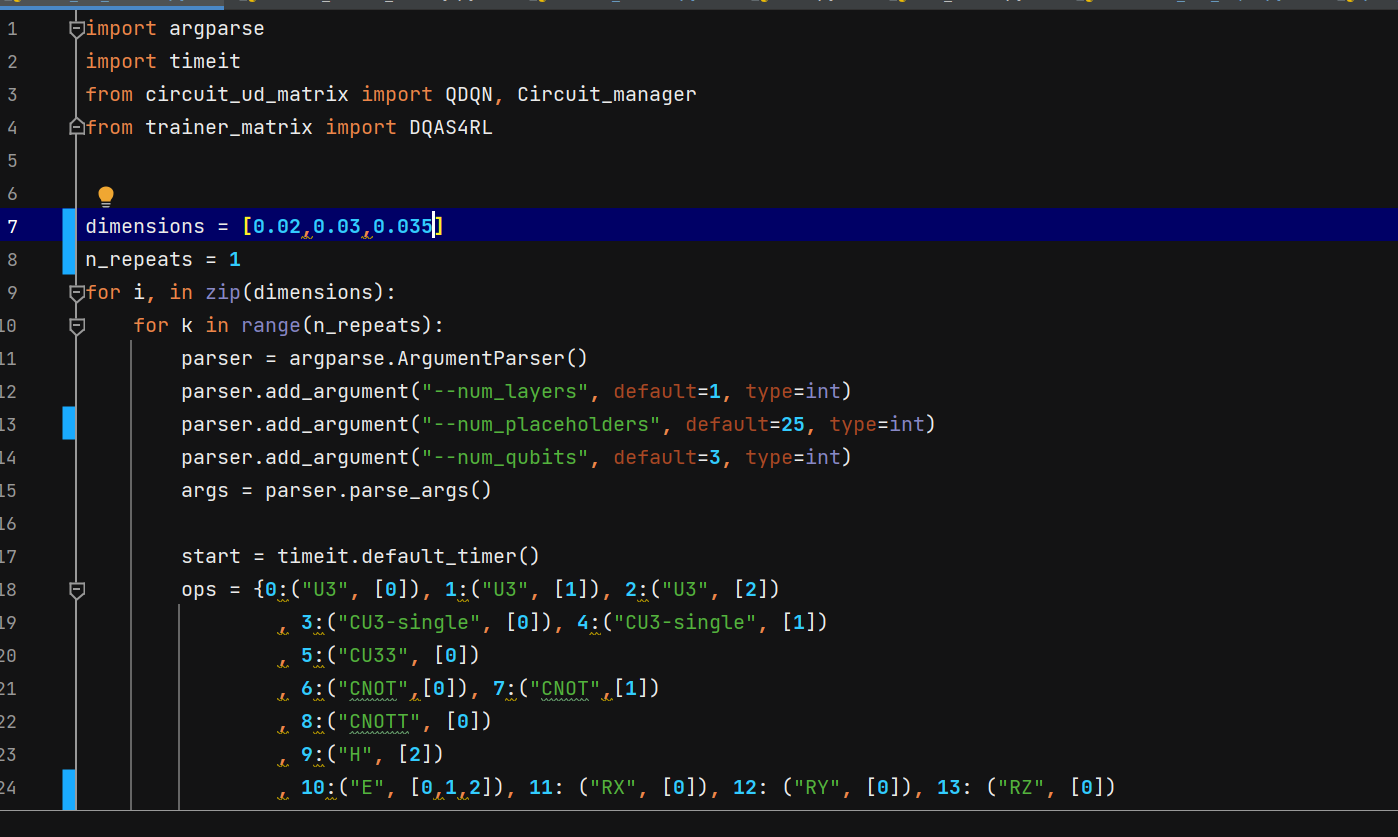 1 import argparse
2 import timeit
3 from circuit_ud_matrix import QDQN, Circuit_manager
4 from trainer_matrix import DQAS4RL
5
6
7 dimensions = [0.02,0.03,0.035]
8 n_repeats = 1
9 for i, in zip(dimensions):
10 for k in range(n_repeats):
11 parser = argparse.ArgumentParser()
12 parser.add_argument("--num_layers", default=1, type=int)
13 parser.add_argument("--num_placeholders", default=25, type=int)
14 parser.add_argument("--num_qubits", default=3, type=int)
15 args = parser.parse_args()
16
17 start = timeit.default_timer()
18 ops = {0:("U3", [0]), 1:("U3", [1]), 2:("U3", [2])
19 , 3:("CU3-single", [0]), 4:("CU3-single", [1])
20 , 5:("CU33", [0])
21 , 6:("CNOT",[0]), 7:("CNOT",[1])
22 , 8:("CNOTT", [0])
23 , 9:("H", [2])
24 , 10:("E", [0,1,2]), 11: ("RX", [0]), 12: ("RY", [0]), 13: ("RZ", [0])